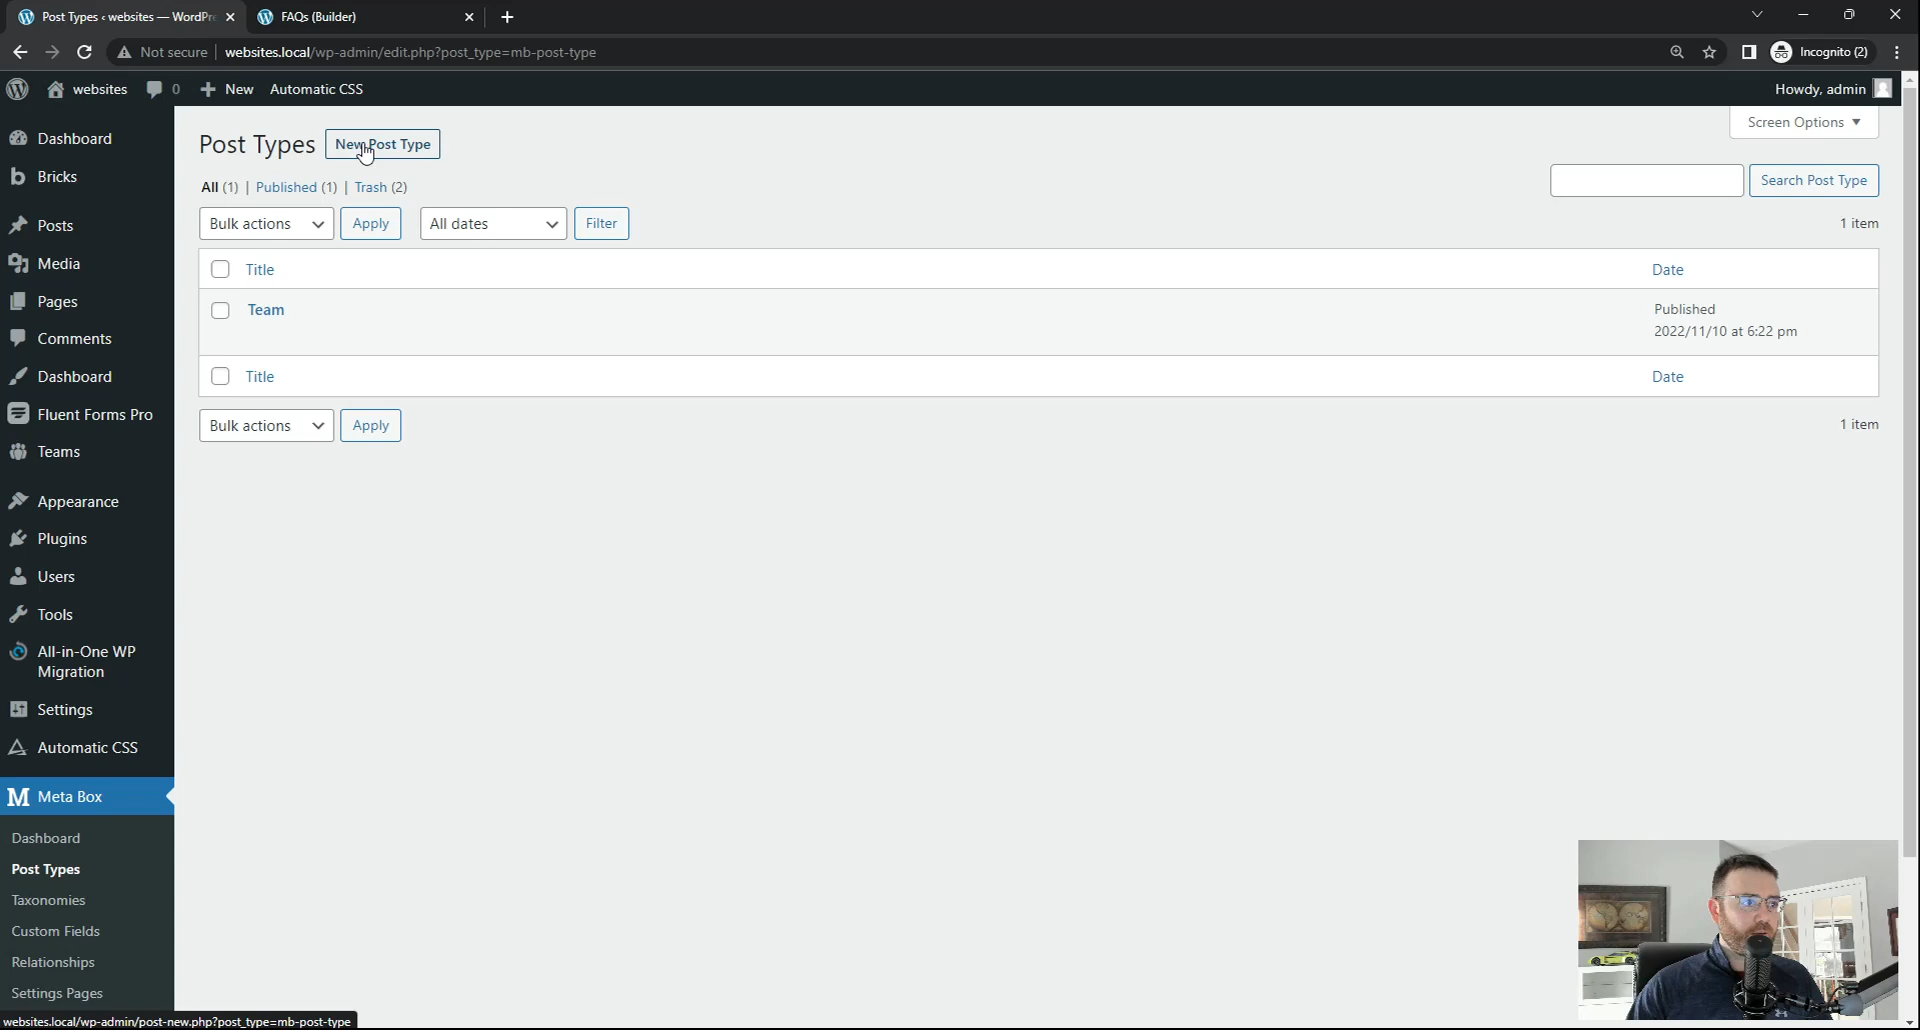 Post Types ‹ websites — WordPr
FAQs (Builder)
Not secure
websites.local/wp-admin/edit.php?post_type=mb-post-type
Incognito (2)
websites
0
New
Automatic CSS
Howdy, admin
Dashboard
Bricks
Posts
Media
Pages
Comments
Dashboard
Fluent Forms Pro
Teams
Appearance
Plugins
Users
Tools
All-in-One WP
Migration
Settings
Automatic CSS
Meta Box
Dashboard
Post Types
Taxonomies
Custom Fields
Relationships
Settings Pages
Screen Options
Post Types
New Post Type
All (1) | Published (1) | Trash (2)
Search Post Type
Bulk actions
Apply
All dates
Filter
1 item
Title
Date
Team
Published
2022/11/10 at 6:22 pm
Title
Date
Bulk actions
Apply
1 item
websites.local/wp-admin/post-new.php?post_type=mb-post-type